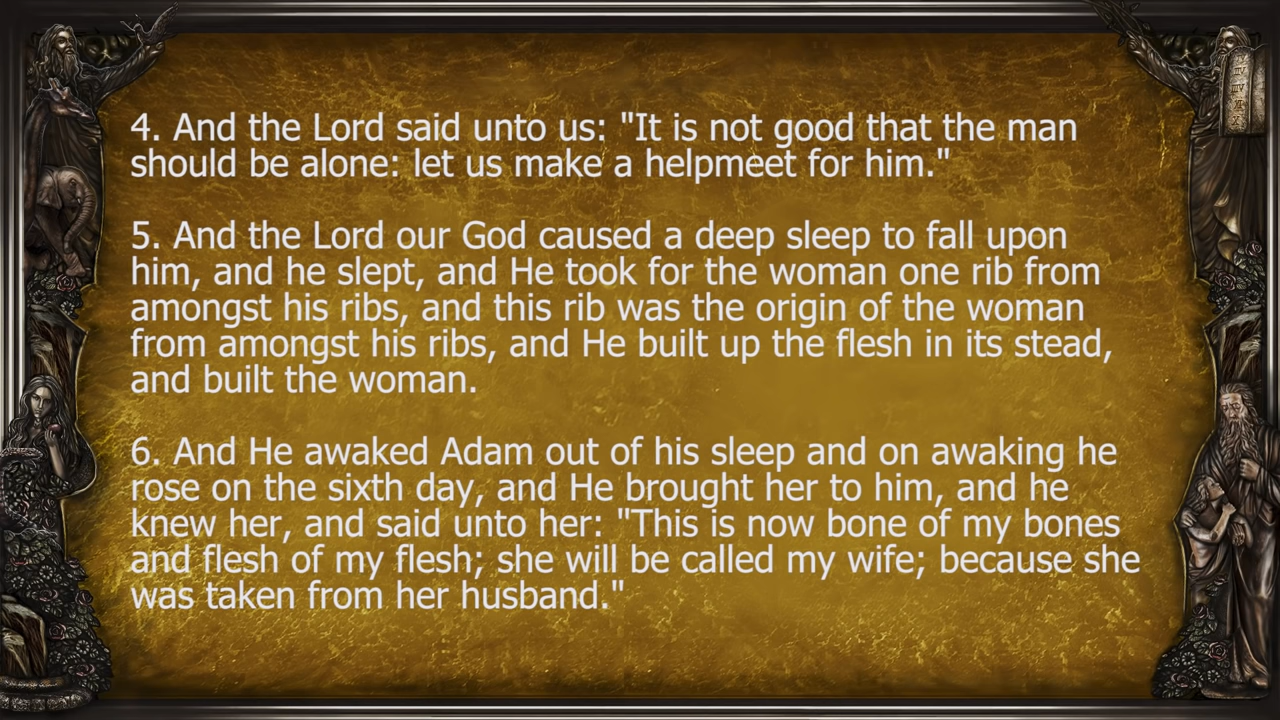 4. And the Lord said unto us: "It is not good that the man
should be alone: let us make a helpmeet for him."
5. And the Lord our God caused a deep sleep to fall upon
him, and he slept, and He took for the woman one rib from
amongst his ribs, and this rib was the origin of the woman
from amongst his ribs, and He built up the flesh in its stead,
and built the woman.
6. And He awaked Adam out of his sleep and on awaking he
rose on the sixth day, and He brought her to him, and he
knew her, and said unto her: "This is now bone of my bones
and flesh of my flesh; she will be called my wife; because she
was taken from her husband."